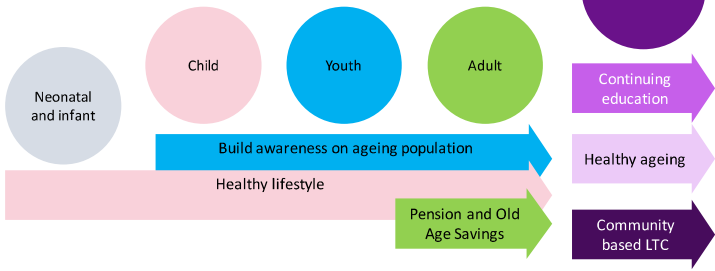 Neonatal
and infant
Child
Youth
Adult
Continuing
education
Build awareness on ageing population
Healthy ageing
Healthy lifestyle
Pension and Old
Age Savings
Community
based LTC